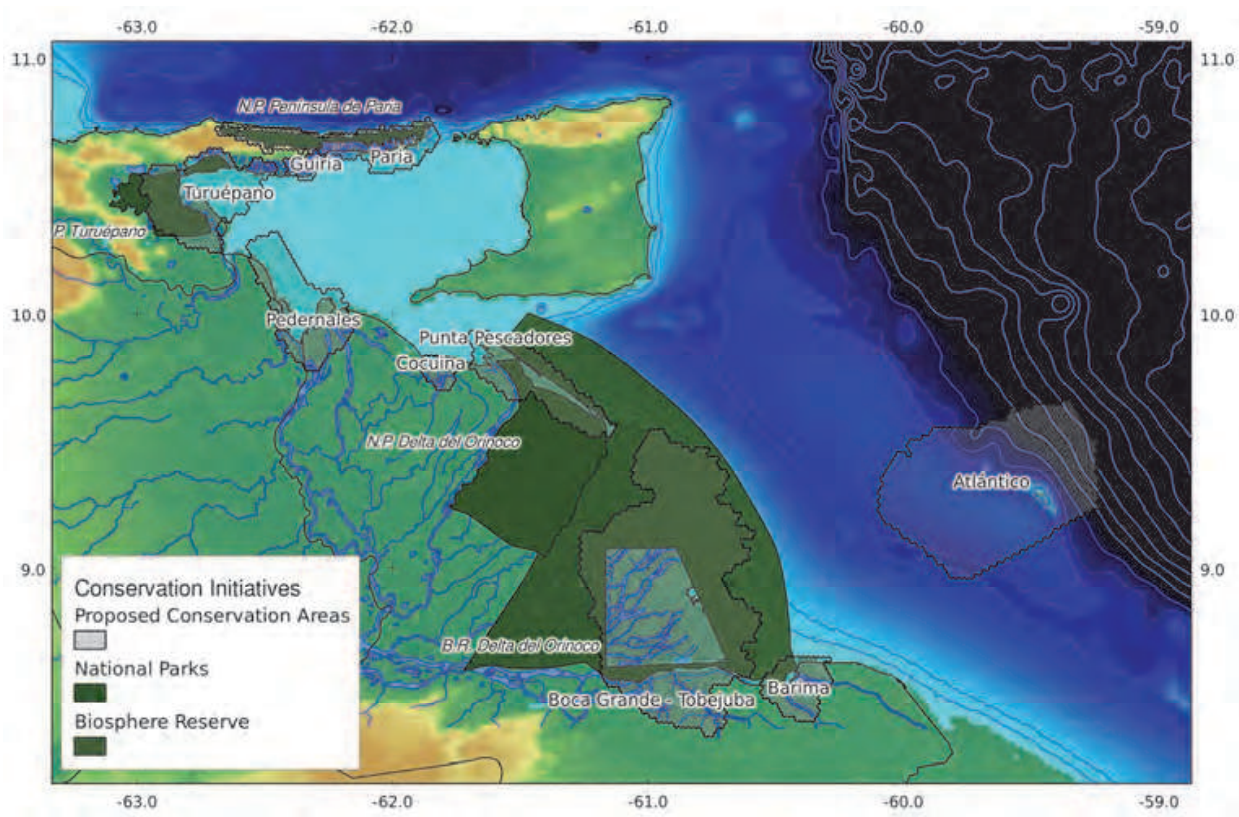 -63.0 -62.0 -61.0 -60.0 -59.0
11.0 11.0
N.P. Península de Paria
Güiria Paria
Turuépano
P. Turuépano
10.0 10.0
Pedernales
Punta Pescadores
Cocuina
N.P. Delta del Orinoco
Atlántico
9.0 9.0
Conservation Initiatives
Proposed Conservation Areas
National Parks
Biosphere Reserve
B.R. Delta del Orinoco
Boca Grande - Tobejuba
Barima
-63.0 -62.0 -61.0 -60.0 -59.0